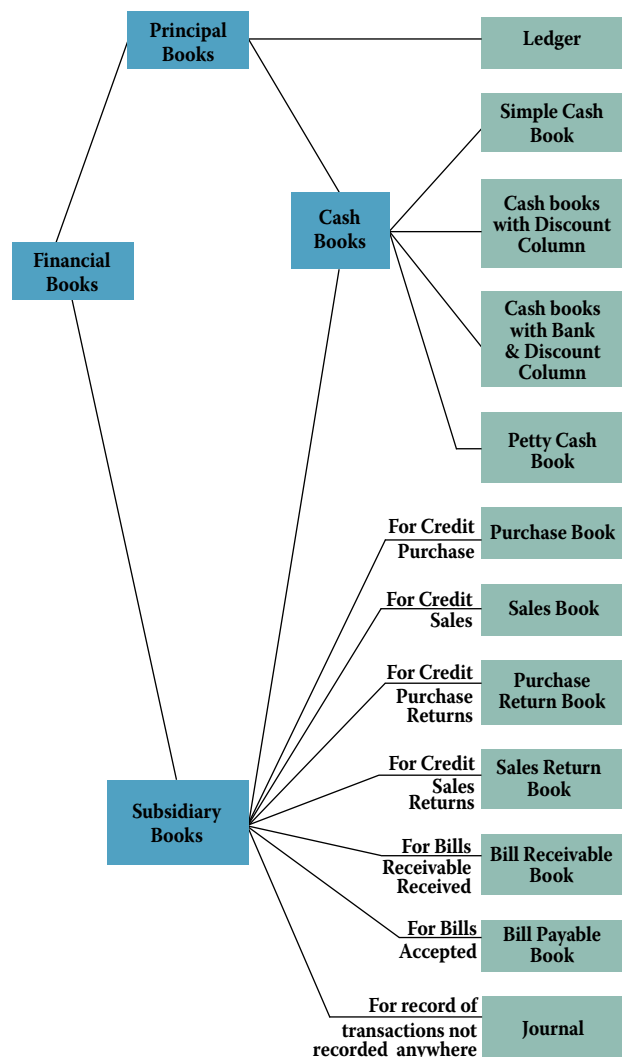 Principal
Books
Ledger
Simple Cash
Book
Cash
Books
Cash books
with Discount
Column
Financial
Books
Cash books
with Bank
& Discount
Column
Petty Cash
Book
For Credit
Purchase
Purchase Book
For Credit
Sales
Sales Book
For Credit
Purchase
Returns
Purchase
Return Book
For Credit
Sales
Returns
Sales Return
Book
Subsidiary
Books
For Bills
Receivable
Received
Bill Receivable
Book
For Bills
Accepted
Bill Payable
Book
For record of
transactions not
recorded anywhere
Journal